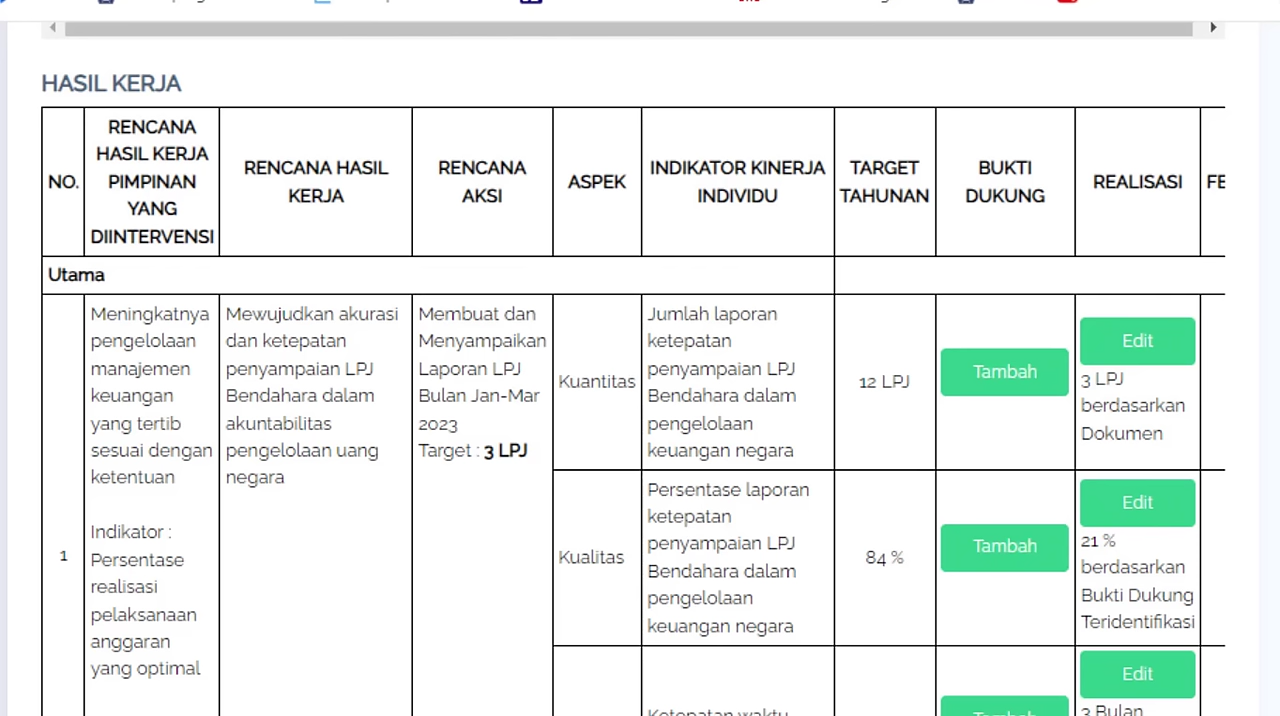 HASIL KERJA
NO.
RENCANA
HASIL KERJA
PIMPINAN
YANG
DIINTERVENSI
RENCANA HASIL
KERJA
RENCANA
AKSI
ASPEK
INDIKATOR KINERJA
INDIVIDU
TARGET
TAHUNAN
BUKTI
DUKUNG
REALISASI
FE
Utama
1
Meningkatnya
pengelolaan
manajemen
keuangan
yang tertib
sesuai dengan
ketentuan
Indikator :
Persentase
realisasi
pelaksanaan
anggaran
yang optimal
Mewujudkan akurasi
dan ketepatan
penyampaian LPJ
Bendahara dalam
akuntabilitas
pengelolaan uang
negara
Membuat dan
Menyampaikan
Laporan LPJ
Bulan Jan-Mar
2023
Target : 3 LPJ
Kuantitas
Jumlah laporan
ketepatan
penyampaian LPJ
Bendahara dalam
pengelolaan
keuangan negara
12 LPJ
Tambah
Edit
3 LPJ
berdasarkan
Dokumen
Kualitas
Persentase laporan
ketepatan
penyampaian LPJ
Bendahara dalam
pengelolaan
keuangan negara
84 %
Tambah
Edit
21 %
berdasarkan
Bukti Dukung
Teridentifikasi
Ketepatan waktu
Tambah
Edit
3 Bulan